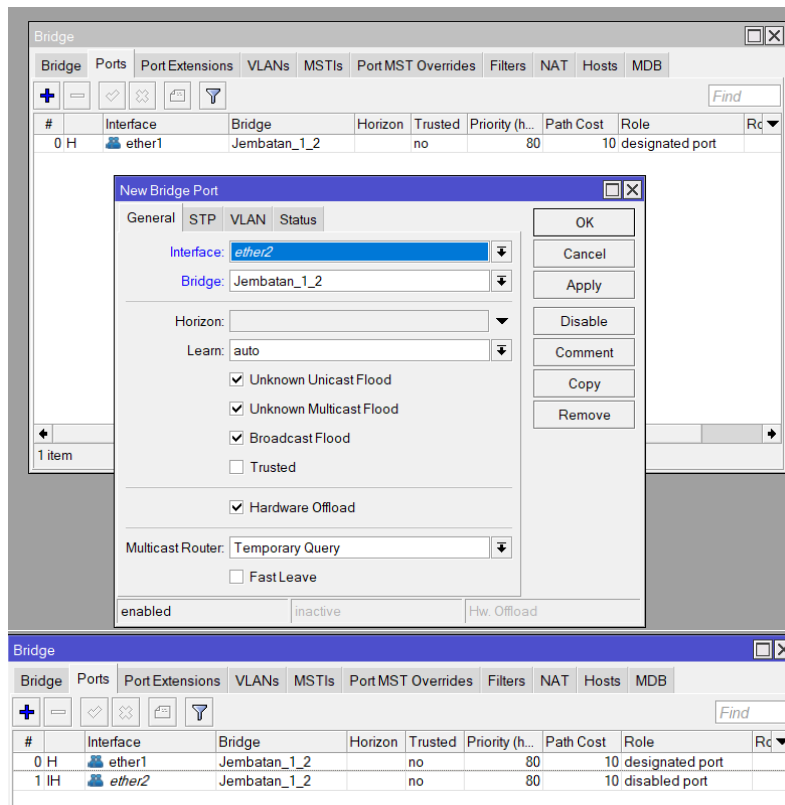 Bridge
Bridge Ports Port Extensions VLANs MSTIs Port MST Overrides Filters NAT Hosts MDB
Find
# Interface Bridge Horizon Trusted Priority (h... Path Cost Role Ro
0 H ether1 Jembatan_1_2 no 80 10 designated port
New Bridge Port
General STP VLAN Status
OK
Interface: ether2
Cancel
Bridge: Jembatan_1_2
Apply
Horizon:
Disable
Learn: auto
Comment
Unknown Unicast Flood
Copy
Unknown Multicast Flood
Remove
Broadcast Flood
Trusted
Hardware Offload
Multicast Router: Temporary Query
Fast Leave
enabled inactive Hw. Offload
1 item
Bridge
Bridge Ports Port Extensions VLANs MSTIs Port MST Overrides Filters NAT Hosts MDB
Find
# Interface Bridge Horizon Trusted Priority (h... Path Cost Role Ro
0 H ether1 Jembatan_1_2 no 80 10 designated port
1 IH ether2 Jembatan_1_2 no 80 10 disabled port